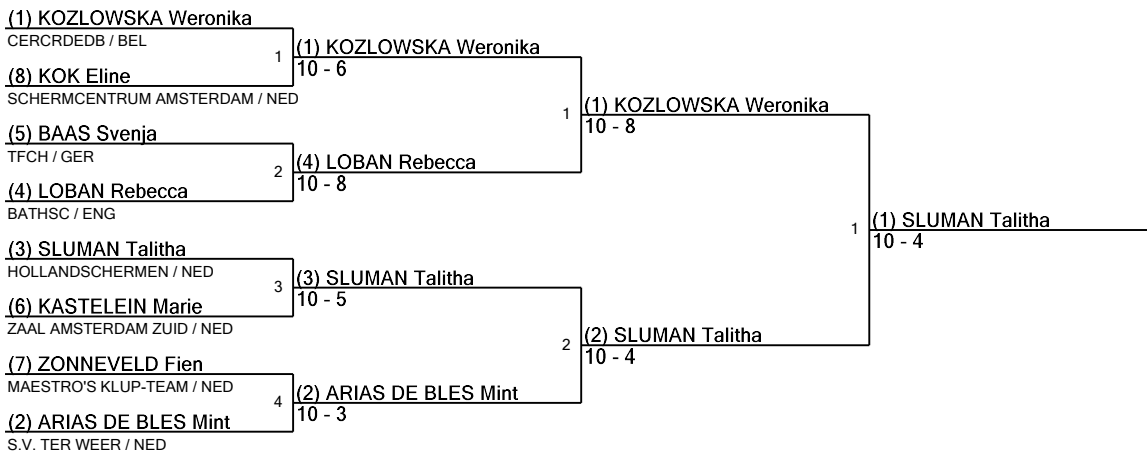 (1) KOZLOWSKA Weronika
CERCRDEDB / BEL
1
(8) KOK Eline
SCHERMCENTRUM AMSTERDAM / NED
(5) BAAS Svenja
TFCH / GER
2
(4) LOBAN Rebecca
BATHSC / ENG
(3) SLUMAN Talitha
HOLLANDSCHERMEN / NED
3
(6) KASTELEIN Marie
ZAAL AMSTERDAM ZUID / NED
(7) ZONNEVELD Fien
MAESTRO'S KLUP-TEAM / NED
4
(2) ARIAS DE BLES Mint
S.V. TER WEER / NED
(1) KOZLOWSKA Weronika
10 - 6
1
(4) LOBAN Rebecca
10 - 8
(3) SLUMAN Talitha
10 - 5
2
(2) ARIAS DE BLES Mint
10 - 3
(1) KOZLOWSKA Weronika
10 - 8
1
(2) SLUMAN Talitha
10 - 4
(1) SLUMAN Talitha
10 - 4